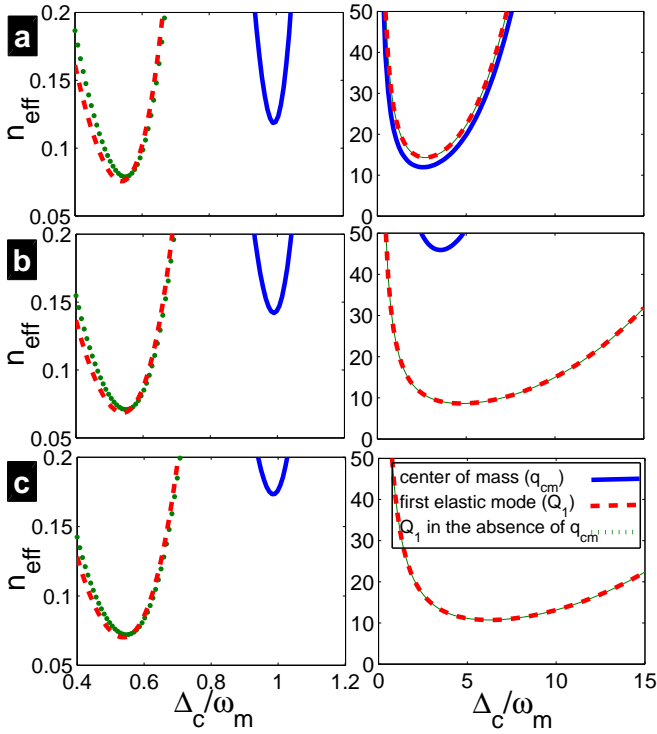 a
n_eff
0.2
0.15
0.1
0.05
50
40
30
20
10
0
b
n_eff
0.2
0.15
0.1
0.05
50
40
30
20
10
0
c
n_eff
0.2
0.15
0.1
0.05
0.4 0.6 0.8 1 1.2
Δ_c/ω_m
50
40
30
20
10
0
center of mass (q_cm)
first elastic mode (Q_1)
Q_1 in the absence of q_cm
0 5 10 15
Δ_c/ω_m